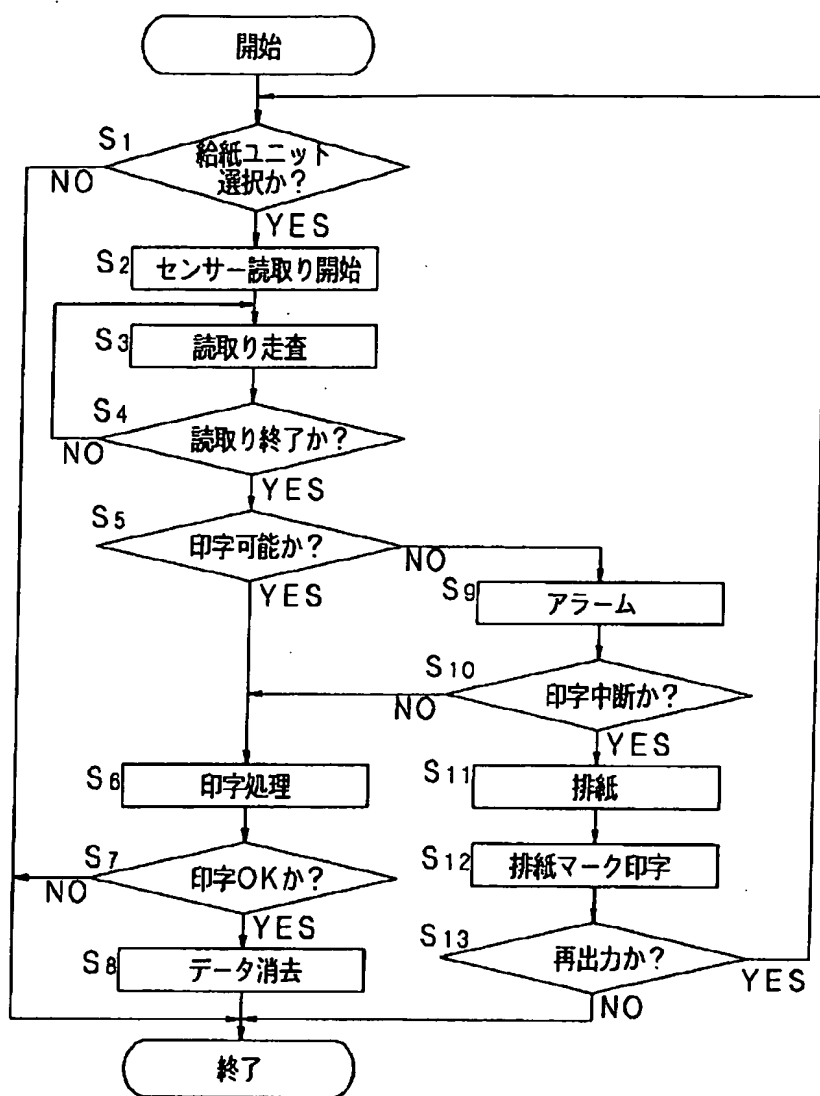 開始
S1
給紙ユニット
選択か?
NO
YES
S2
センサー読取り開始
S3
読取り走査
S4
読取り終了か?
NO
YES
S5
印字可能か?
NO
YES
S9
アラーム
S10
印字中断か?
NO
YES
S6
印字処理
S11
排紙
S7
印字OKか?
NO
YES
S12
排紙マーク印字
S8
データ消去
S13
再出力か?
YES
NO
終了